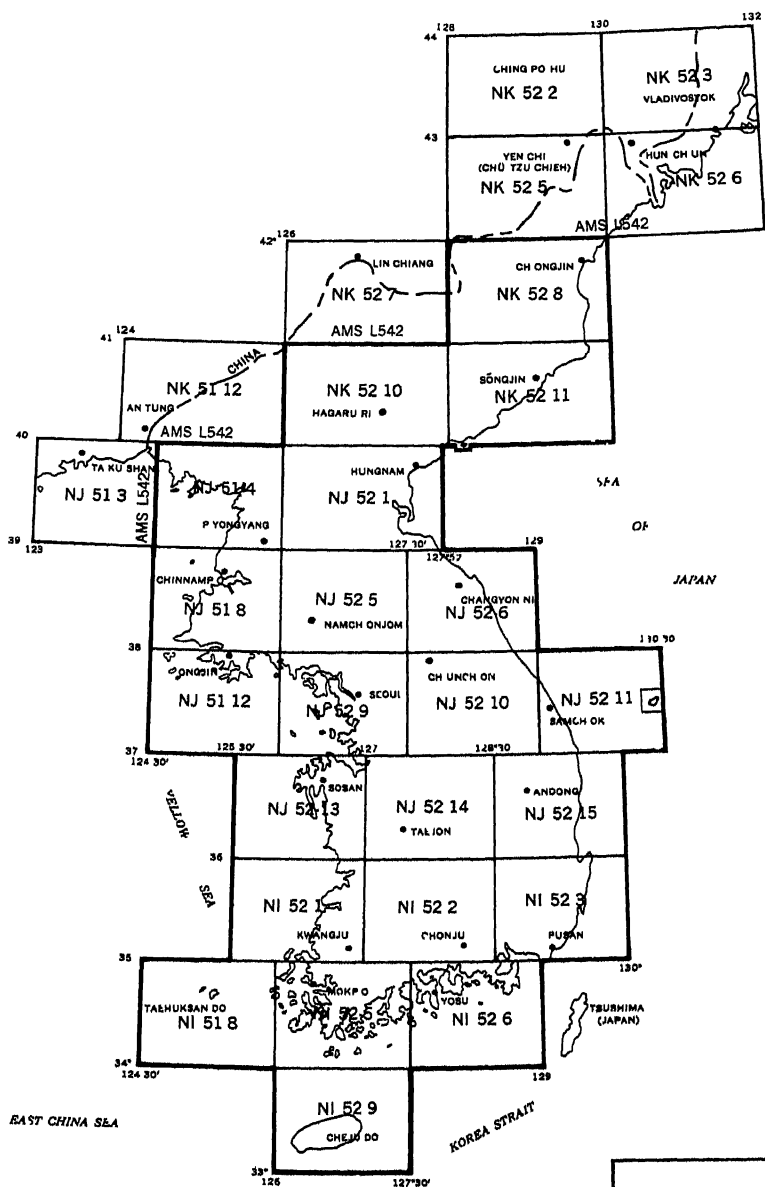 128
130
132
44
CHING PO HU
NK 52 2
NK 52 3
VLADIVOSTOK
43
YEN CHI
(CHÜ TZU CHIEH)
NK 52 5
HUN CH UN
NK 52 6
AMS L542
126
42°
LIN CHIANG
NK 52 7
AMS L542
CH ONGJIN
NK 52 8
124
41
CHINA
NK 51 12
AN TUNG
AMS L542
NK 52 10
HAGARU RI
SŎNGJIN
NK 52 11
40
TA KU SHAN
NJ 51 3
AMS L542
NJ 51 4
P YONGYANG
HUNGNAM
NJ 52 1
SEA
OF
JAPAN
39
123
127 30'
127°57
129
CHINNAMP O
NJ 51 8
NJ 52 5
NAMCH ONJOM
CHANGYON NI
NJ 52 6
38
130 30
ONGJIN
NJ 51 12
SEOUL
NJ 52 9
CH UNCH ON
NJ 52 10
NJ 52 11
SAMCH OK
37
124 30'
125 30'
127
128°30
YELLOW
SEA
SOSAN
NJ 52-13
NJ 52 14
TAEJON
ANDONG
NJ 52 15
36
NI 52 1
KWANGJU
NI 52 2
CHONJU
NI 52 3
PUSAN
35
130°
TAEHUKSAN DO
NI 51 8
MOKP O
NI 52
YOSU
NI 52 6
TSUSHIMA
(JAPAN)
34°
124 30'
129
NI 52 9
CHEJU DO
EAST CHINA SEA
KOREA STRAIT
33°
126
127°30'